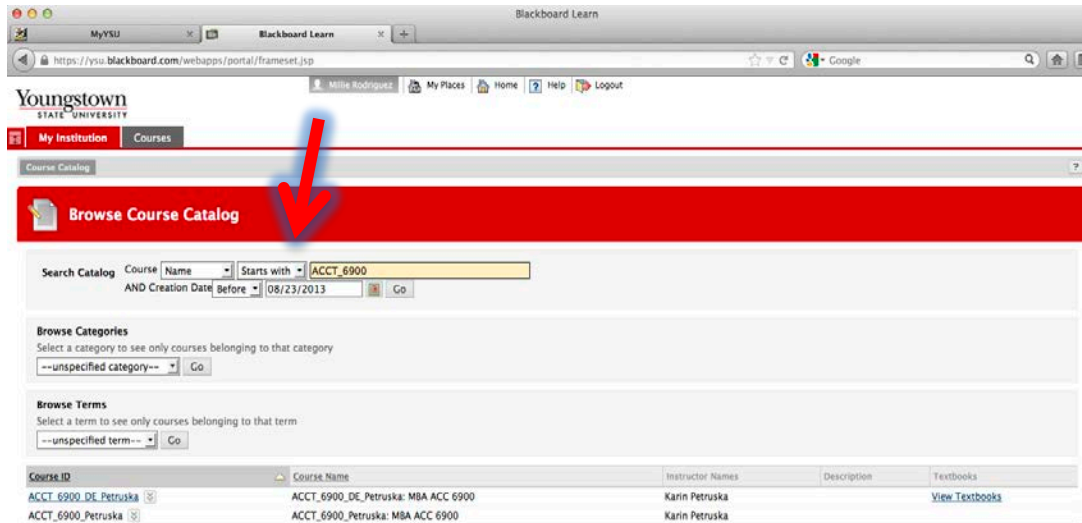 Blackboard Learn
MyYSU × Blackboard Learn × +
https://ysu.blackboard.com/webapps/portal/frameset.jsp Google
Millie Rodriguez My Places Home ? Help Logout
Youngstown
STATE UNIVERSITY
My Institution Courses
Course Catalog ?
Browse Course Catalog
Search Catalog Course Name Starts with ACCT_6900
AND Creation Date Before 08/23/2013 Go
Browse Categories
Select a category to see only courses belonging to that category
--unspecified category-- Go
Browse Terms
Select a term to see only courses belonging to that term
--unspecified term-- Go
Course ID Course Name Instructor Names Description Textbooks
ACCT_6900_DE_Petruska ACCT_6900_DE_Petruska: MBA ACC 6900 Karin Petruska View Textbooks
ACCT_6900_Petruska ACCT_6900_Petruska: MBA ACC 6900 Karin Petruska